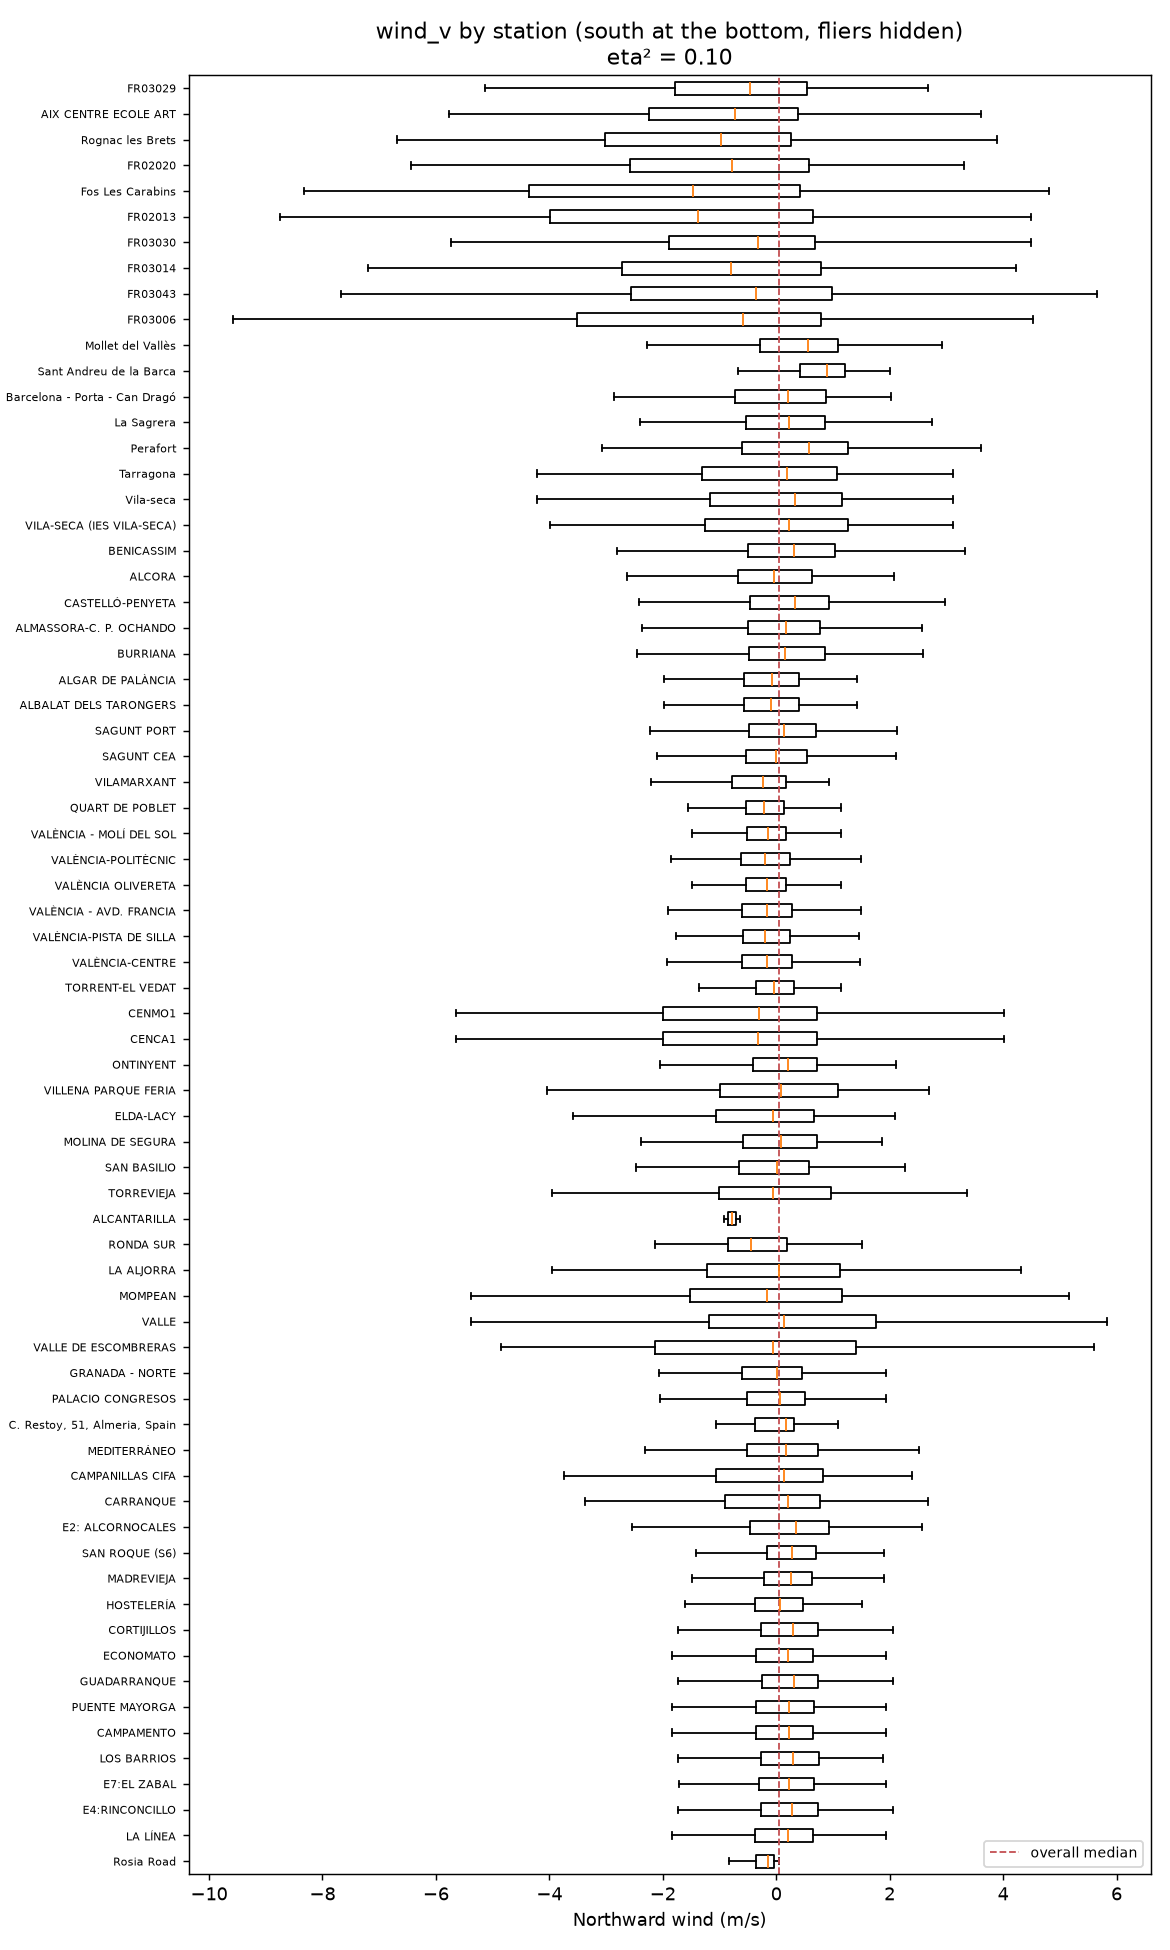 wind_v by station (south at the bottom, fliers hidden)
eta² = 0.10
FR03029
AIX CENTRE ECOLE ART
Rognac les Brets
FR02020
Fos Les Carabins
FR02013
FR03030
FR03014
FR03043
FR03006
Mollet del Vallès
Sant Andreu de la Barca
Barcelona - Porta - Can Dragó
La Sagrera
Perafort
Tarragona
Vila-seca
VILA-SECA (IES VILA-SECA)
BENICASSIM
ALCORA
CASTELLÓ-PENYETA
ALMASSORA-C. P. OCHANDO
BURRIANA
ALGAR DE PALÀNCIA
ALBALAT DELS TARONGERS
SAGUNT PORT
SAGUNT CEA
VILAMARXANT
QUART DE POBLET
VALÈNCIA - MOLÍ DEL SOL
VALÈNCIA-POLITÈCNIC
VALÈNCIA OLIVERETA
VALÈNCIA - AVD. FRANCIA
VALÈNCIA-PISTA DE SILLA
VALÈNCIA-CENTRE
TORRENT-EL VEDAT
CENMO1
CENCA1
ONTINYENT
VILLENA PARQUE FERIA
ELDA-LACY
MOLINA DE SEGURA
SAN BASILIO
TORREVIEJA
ALCANTARILLA
RONDA SUR
LA ALJORRA
MOMPEAN
VALLE
VALLE DE ESCOMBRERAS
GRANADA - NORTE
PALACIO CONGRESOS
C. Restoy, 51, Almeria, Spain
MEDITERRÁNEO
CAMPANILLAS CIFA
CARRANQUE
E2: ALCORNOCALES
SAN ROQUE (S6)
MADREVIEJA
HOSTELERÍA
CORTIJILLOS
ECONOMATO
GUADARRANQUE
PUENTE MAYORGA
CAMPAMENTO
LOS BARRIOS
E7:EL ZABAL
E4:RINCONCILLO
LA LÍNEA
Rosia Road
overall median
−10 −8 −6 −4 −2 0 2 4 6
Northward wind (m/s)